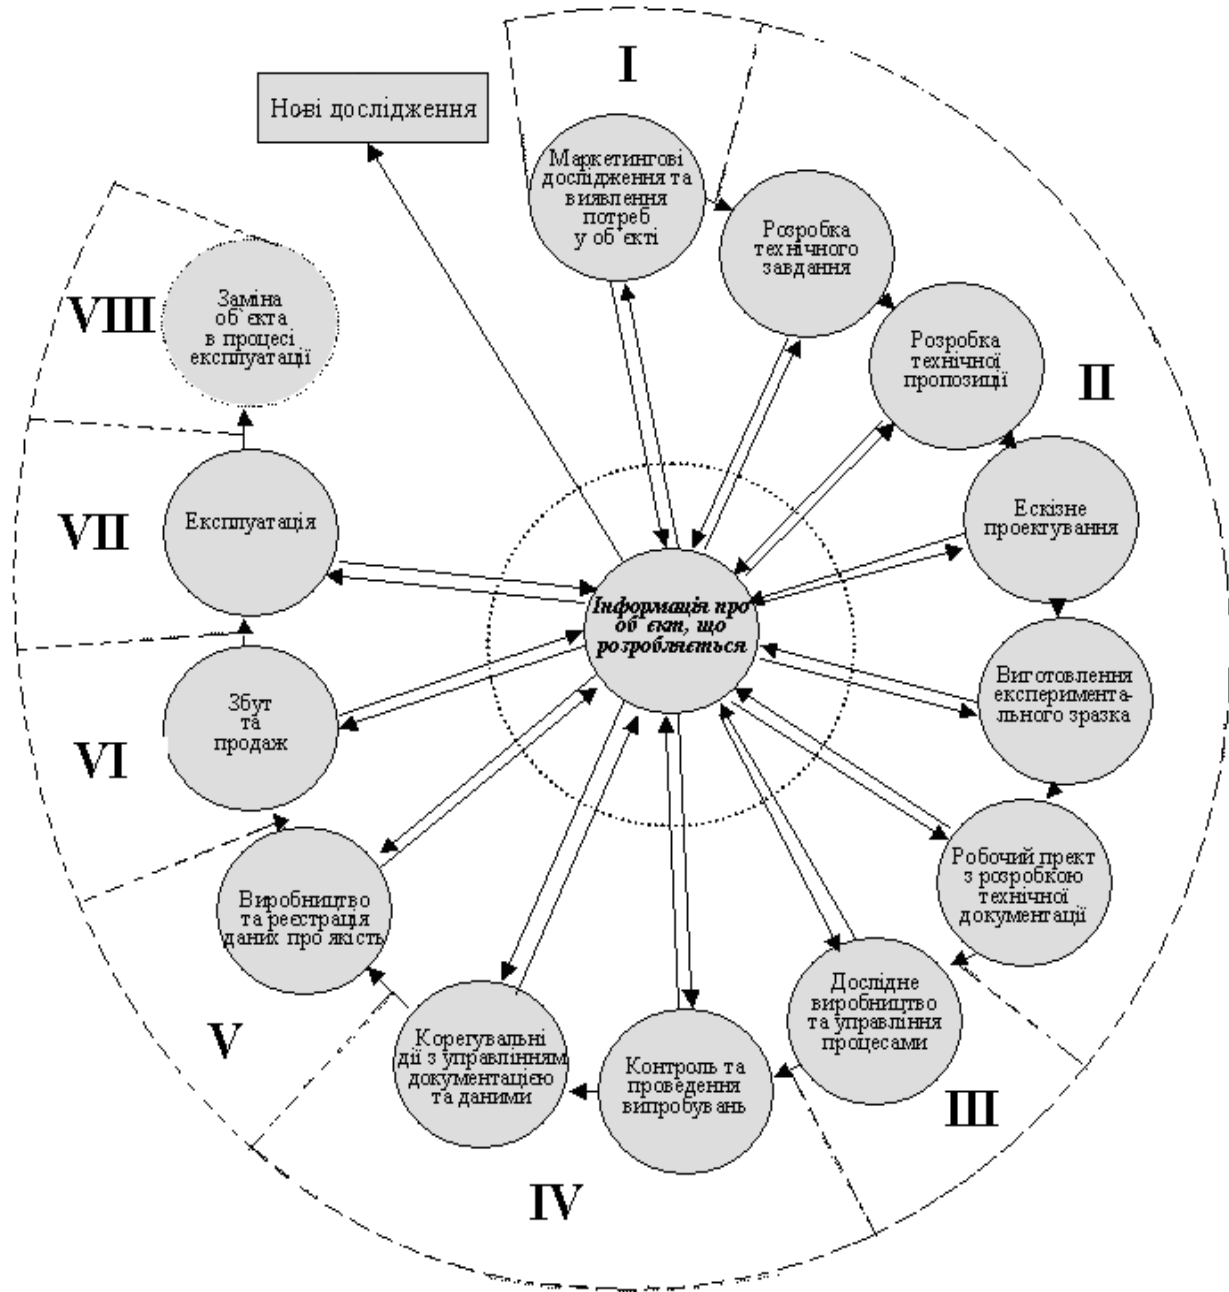 I
Нові дослідження
Маркетингові
дослідження та
виявлення
потреб
у об`єкті
Розробка
технічного
завдання
Розробка
технічної
пропозиції
II
Ескізне
проектування
Виготовлення
експеримента-
льного зразка
Робочий прект
з розробкою
технічної
документації
Дослідне
виробництво
та управління
процесами
III
Контроль та
проведення
випробувань
IV
Корегувальні
дії з управлінням
документацією
та даними
V
Виробництво
та реєстрація
даних про якість
VI
Збут
та
продаж
VII
Експлуатація
VIII
Заміна
об`єкта
в процесі
експлуатації
Інформація про
об`єкт, що
розробляється